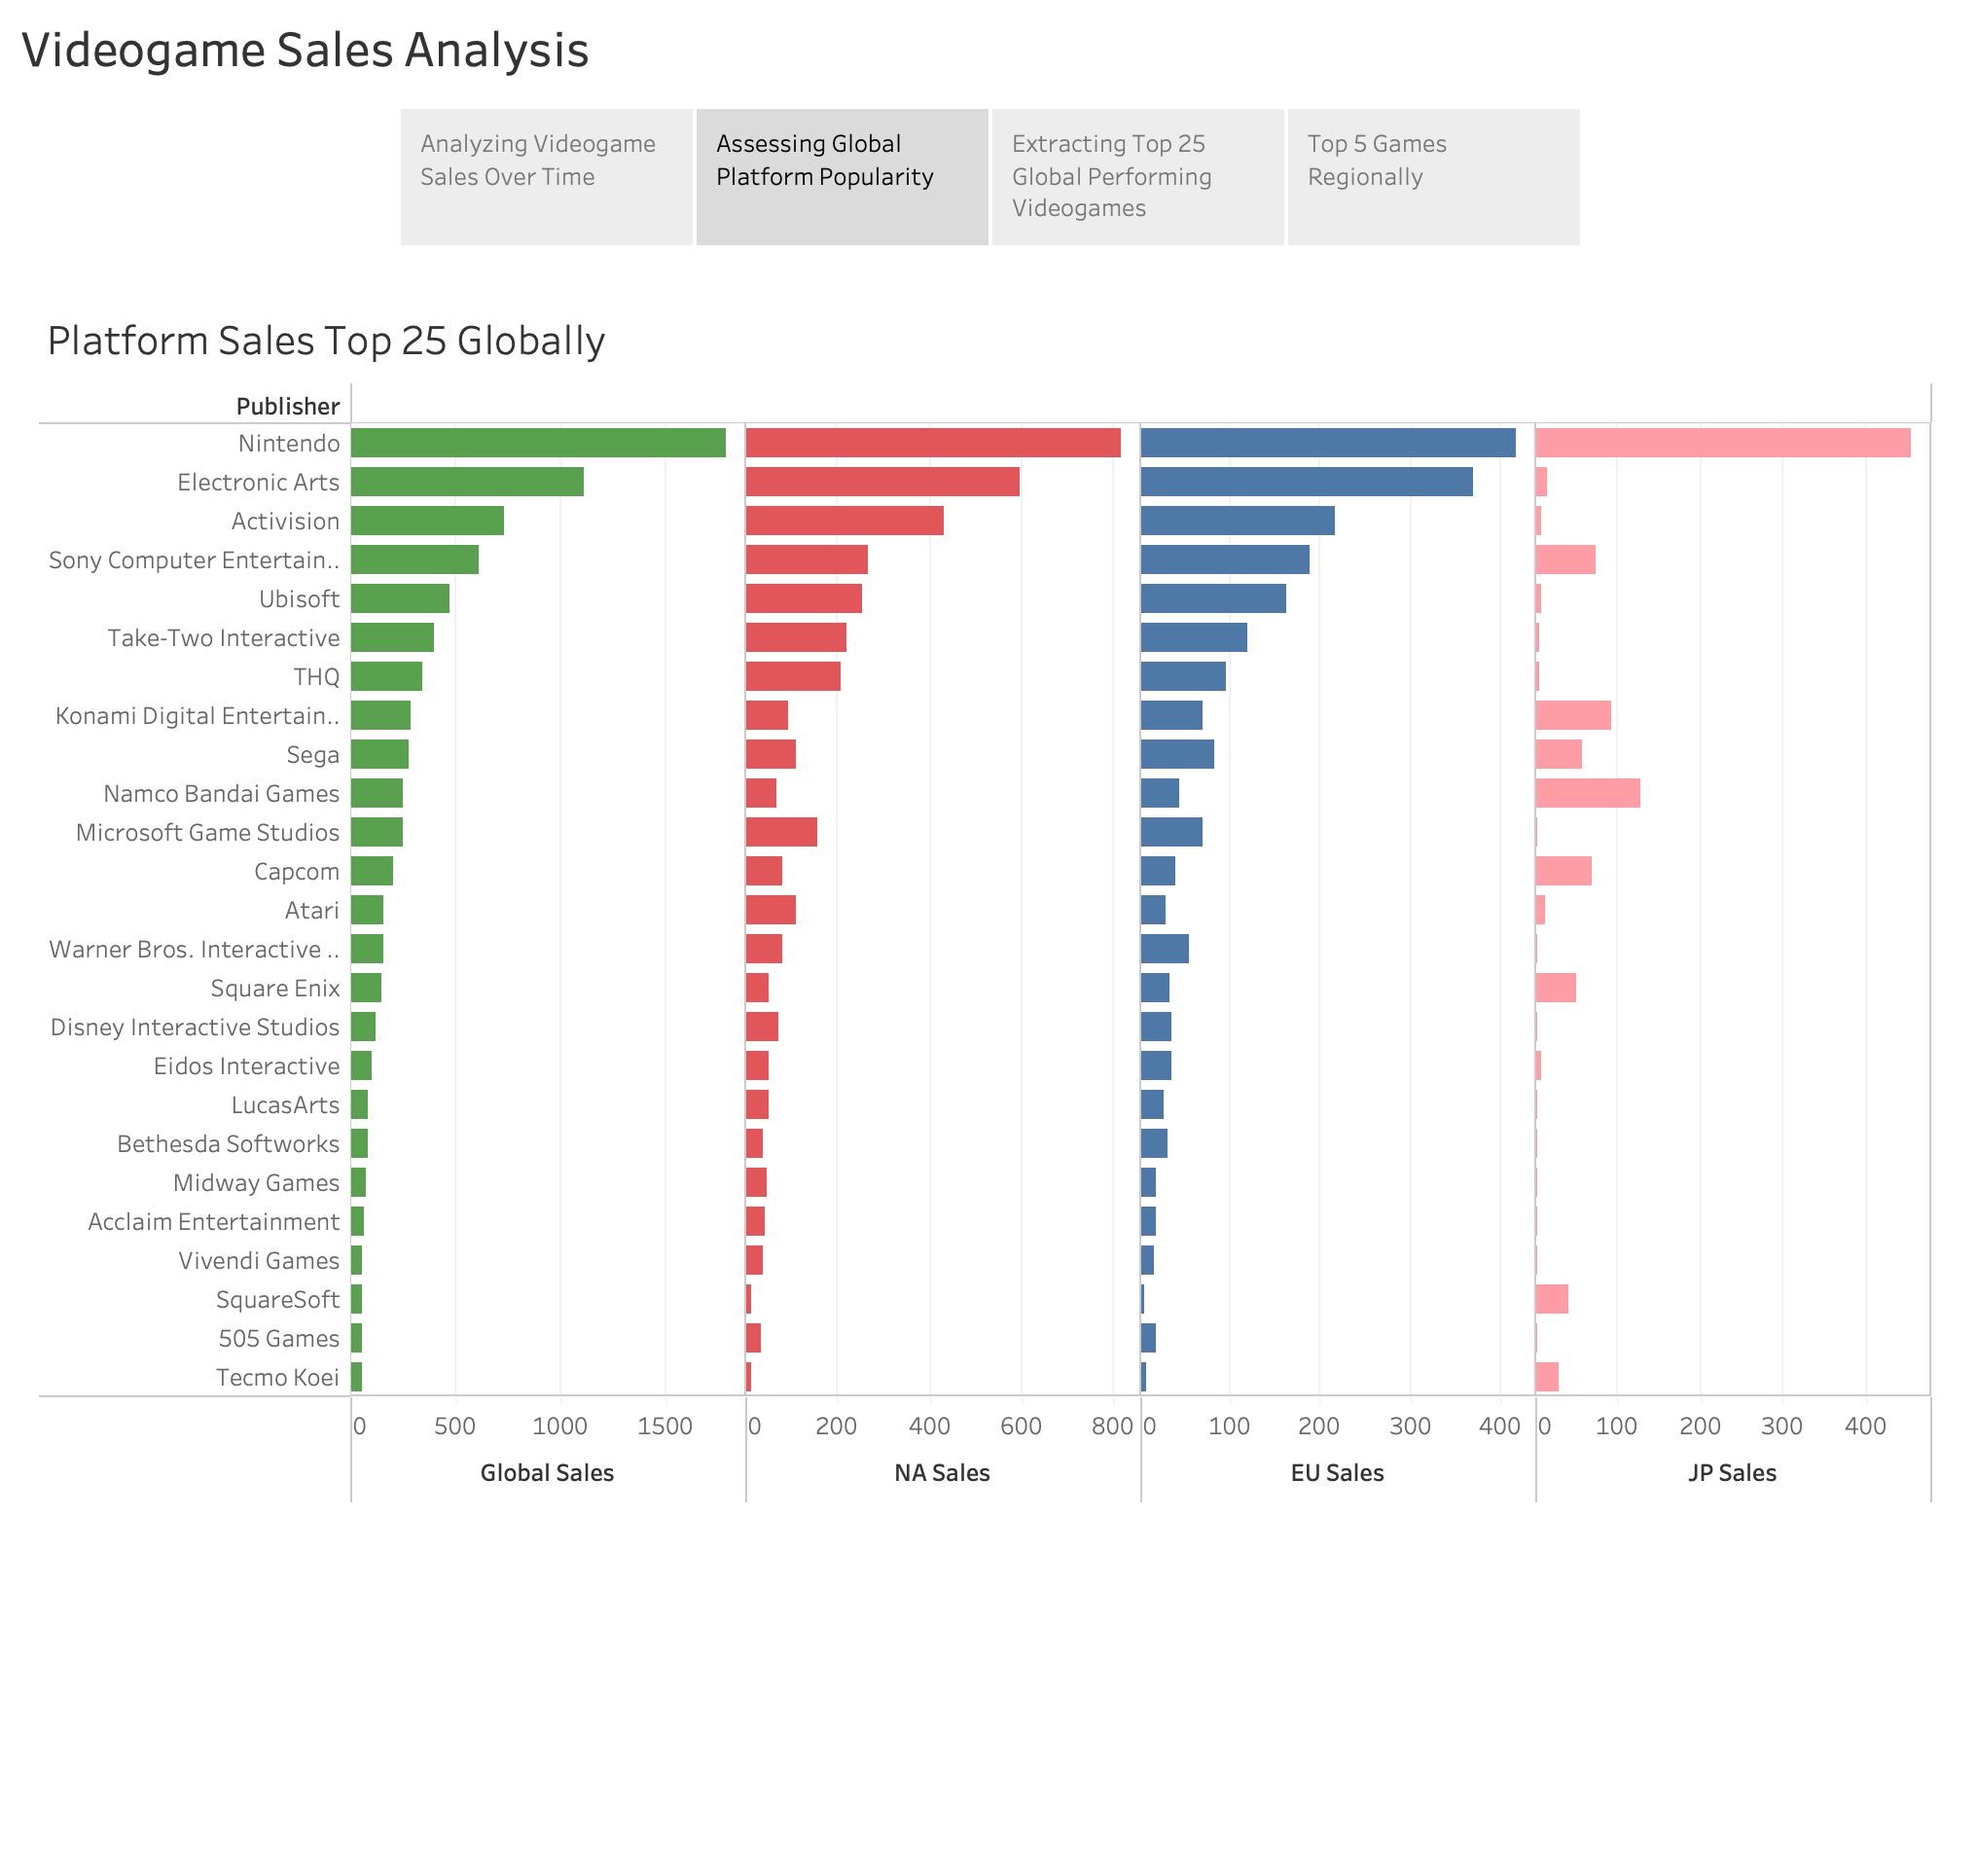 Videogame Sales Analysis
Analyzing Videogame
Sales Over Time
Assessing Global
Platform Popularity
Extracting Top 25
Global Performing
Videogames
Top 5 Games
Regionally
Platform Sales Top 25 Globally
Publisher
Nintendo
Electronic Arts
Activision
Sony Computer Entertain..
Ubisoft
Take-Two Interactive
THQ
Konami Digital Entertain..
Sega
Namco Bandai Games
Microsoft Game Studios
Capcom
Atari
Warner Bros. Interactive ..
Square Enix
Disney Interactive Studios
Eidos Interactive
LucasArts
Bethesda Softworks
Midway Games
Acclaim Entertainment
Vivendi Games
SquareSoft
505 Games
Tecmo Koei
0 500 1000 1500 0 200 400 600 800 0 100 200 300 400 0 100 200 300 400
Global Sales NA Sales EU Sales JP Sales